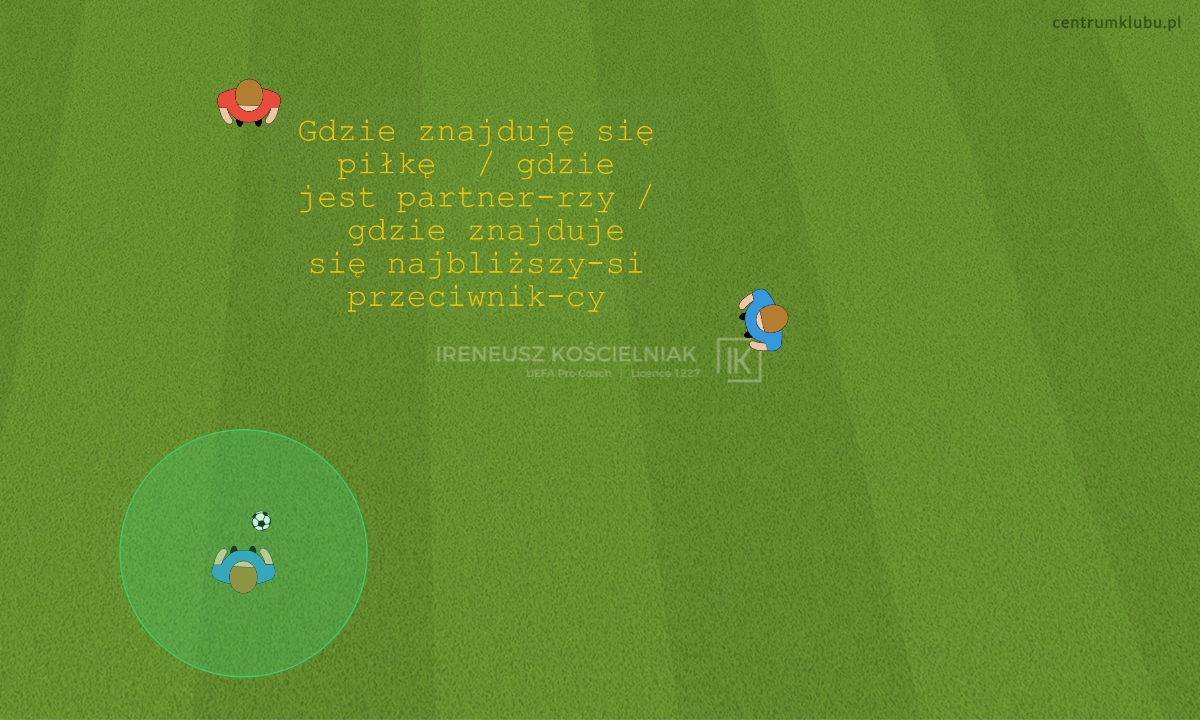 centrumklubu.pl
Gdzie znajduję się
piłkę / gdzie
jest partner-rzy /
gdzie znajduje
się najbliższy-si
przeciwnik-cy
IRENEUSZ KOŚCIELNIAK
UEFA Pro Coach | Licence 1227
IK